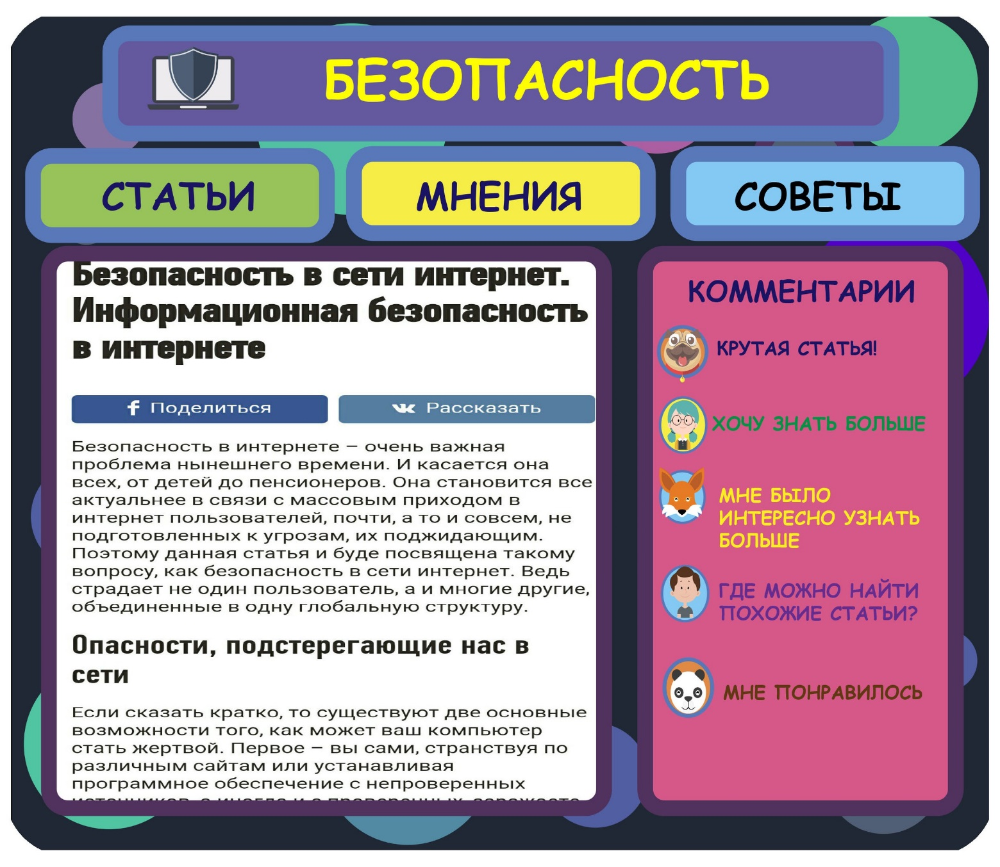 БЕЗОПАСНОСТЬ
СТАТЬИ
МНЕНИЯ
СОВЕТЫ
Безопасность в сети интернет.
Информационная безопасность
в интернете
Поделиться
Рассказать
Безопасность в интернете – очень важная
проблема нынешнего времени. И касается она
всех, от детей до пенсионеров. Она становится все
актуальнее в связи с массовым приходом в
интернет пользователей, почти, а то и совсем, не
подготовленных к угрозам, их поджидающим.
Поэтому данная статья и буде посвящена такому
вопросу, как безопасность в сети интернет. Ведь
страдает не один пользователь, а и многие другие,
объединенные в одну глобальную структуру.
Опасности, подстерегающие нас в
сети
Если сказать кратко, то существуют две основные
возможности того, как может ваш компьютер
стать жертвой. Первое – вы сами, странствуя по
различным сайтам или устанавливая
программное обеспечение с непроверенных
КОММЕНТАРИИ
КРУТАЯ СТАТЬЯ!
ХОЧУ ЗНАТЬ БОЛЬШЕ
МНЕ БЫЛО
ИНТЕРЕСНО УЗНАТЬ
БОЛЬШЕ
ГДЕ МОЖНО НАЙТИ
ПОХОЖИЕ СТАТЬИ?
МНЕ ПОНРАВИЛОСЬ